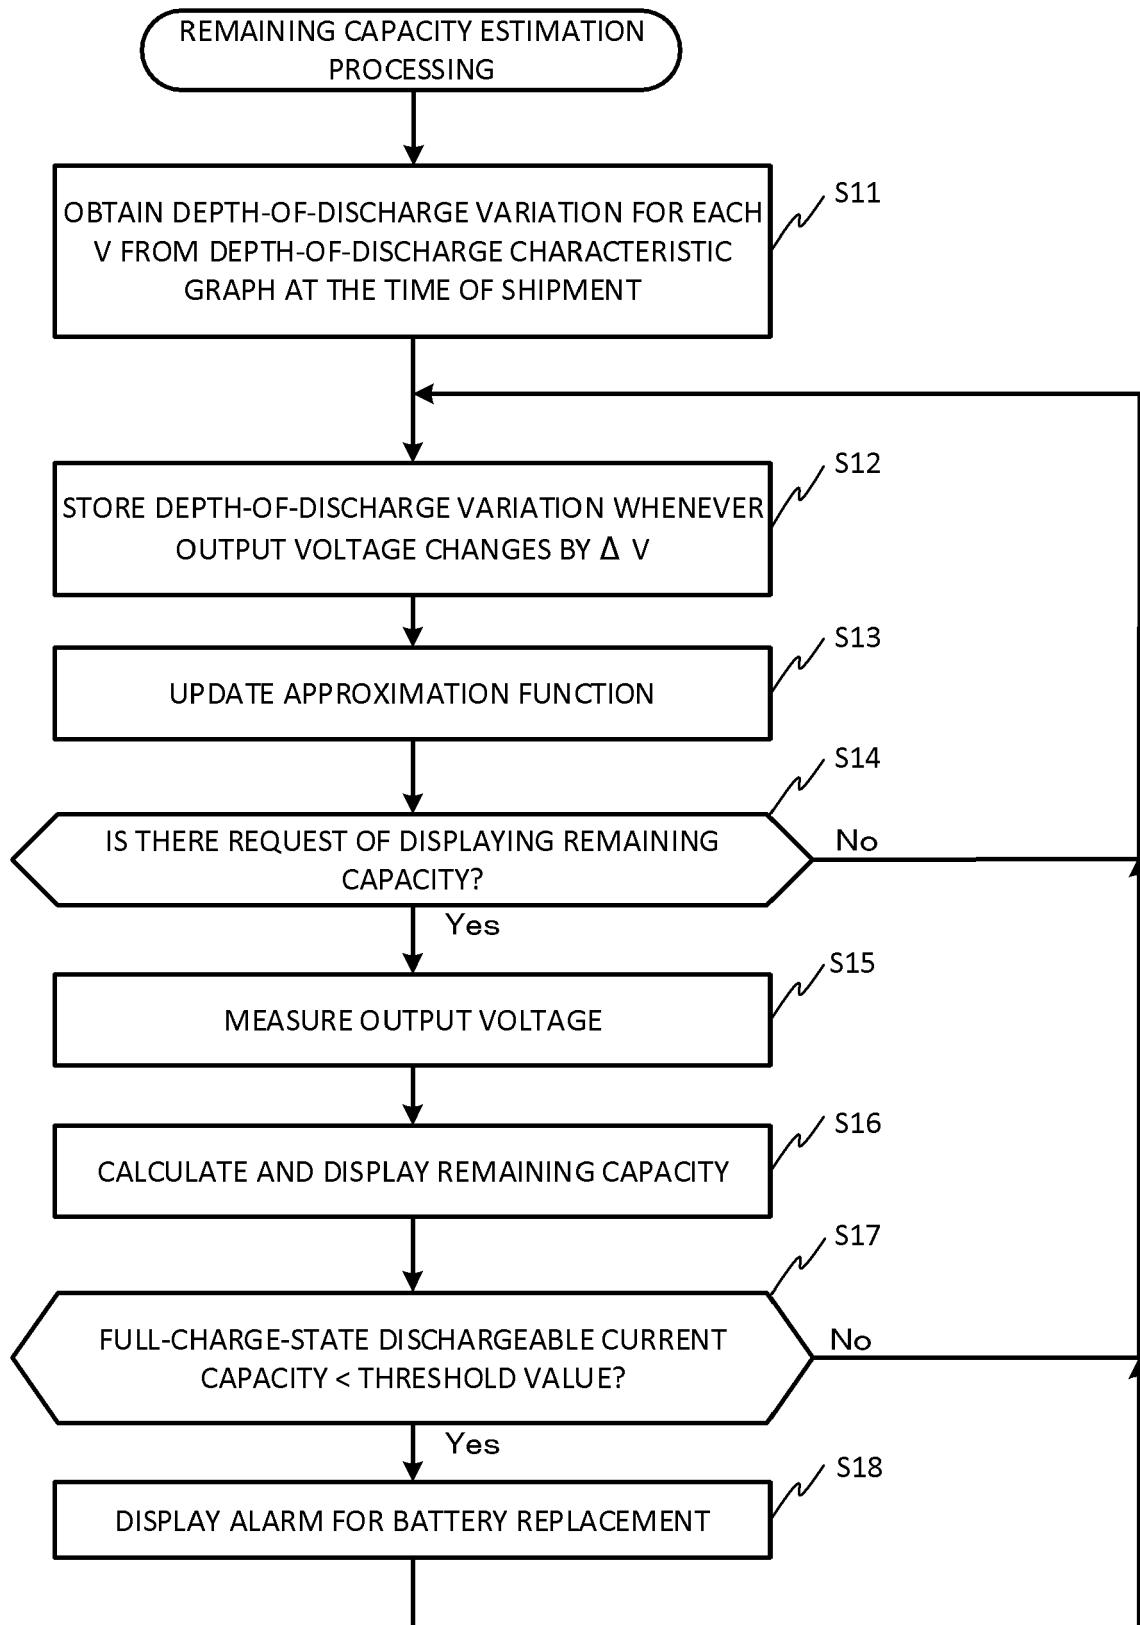 REMAINING CAPACITY ESTIMATION
PROCESSING
S11
OBTAIN DEPTH-OF-DISCHARGE VARIATION FOR EACH
V FROM DEPTH-OF-DISCHARGE CHARACTERISTIC
GRAPH AT THE TIME OF SHIPMENT
S12
STORE DEPTH-OF-DISCHARGE VARIATION WHENEVER
OUTPUT VOLTAGE CHANGES BY Δ V
S13
UPDATE APPROXIMATION FUNCTION
S14
IS THERE REQUEST OF DISPLAYING REMAINING
CAPACITY?
No
Yes
S15
MEASURE OUTPUT VOLTAGE
S16
CALCULATE AND DISPLAY REMAINING CAPACITY
S17
FULL-CHARGE-STATE DISCHARGEABLE CURRENT
CAPACITY < THRESHOLD VALUE?
No
Yes
S18
DISPLAY ALARM FOR BATTERY REPLACEMENT